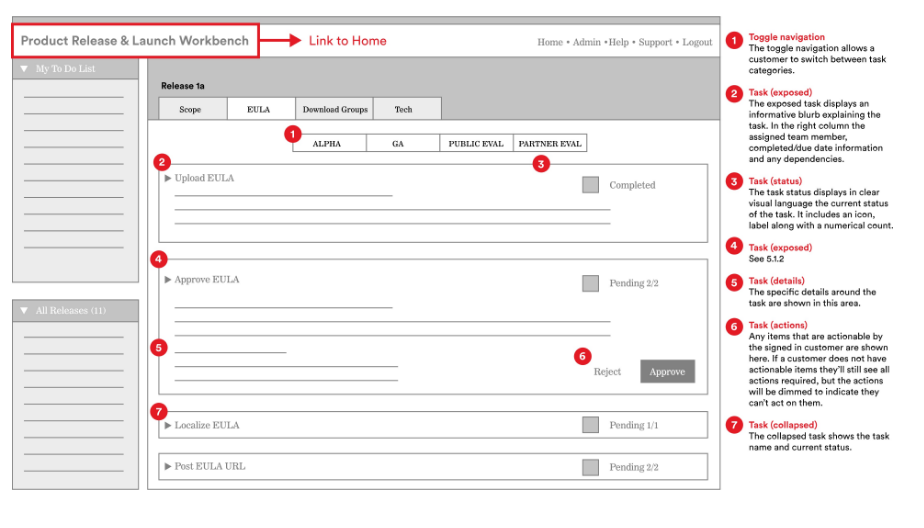 Product Release & Launch Workbench
Link to Home
Home • Admin •Help • Support • Logout
▼ My To Do List
Release 1a
Scope
EULA
Download Groups
Tech
1
ALPHA
GA
PUBLIC EVAL
PARTNER EVAL
2
3
▶ Upload EULA
Completed
4
▶ Approve EULA
Pending 2/2
▼ All Releases (11)
5
6
Reject
Approve
7
▶ Localize EULA
Pending 1/1
▶ Post EULA URL
Pending 2/2
1 Toggle navigation
The toggle navigation allows a
customer to switch between task
categories.
2 Task (exposed)
The exposed task displays an
informative blurb explaining the
task. In the right column the
assigned team member,
completed/due date information
and any dependencies.
3 Task (status)
The task status displays in clear
visual language the current status
of the task. It includes an icon,
label along with a numerical count.
4 Task (exposed)
See 5.1.2
5 Task (details)
The specific details around the
task are shown in this area.
6 Task (actions)
Any items that are actionable by
the signed in customer are shown
here. If a customer does not have
actionable items they'll still see all
actions required, but the actions
will be dimmed to indicate they
can't act on them.
7 Task (collapsed)
The collapsed task shows the task
name and current status.